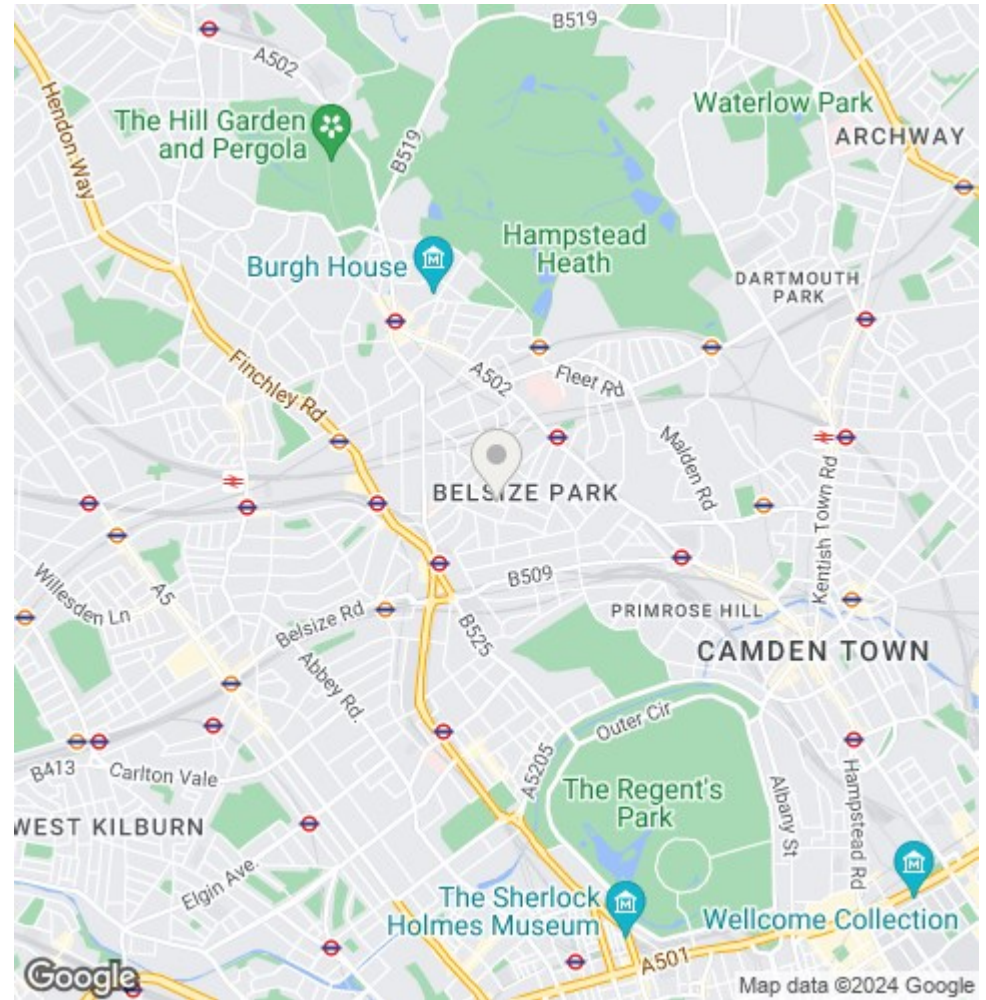 B519
A502
Hendon Way
The Hill Garden
and Pergola
B519
Waterlow Park
ARCHWAY
Hampstead
Heath
Burgh House
DARTMOUTH
PARK
Finchley Rd
A502
Fleet Rd
Malden Rd
BELSIZE PARK
Kentish Town Rd
Willesden Ln
A5
B509
Belsize Rd
B525
PRIMROSE HILL
Abbey Rd.
CAMDEN TOWN
Outer Cir
B413
Carlton Vale
A5205
The Regent's
Park
Albany St
Hampstead Rd
WEST KILBURN
Elgin Ave.
The Sherlock
Holmes Museum
Wellcome Collection
A501
Google
Map data ©2024 Google